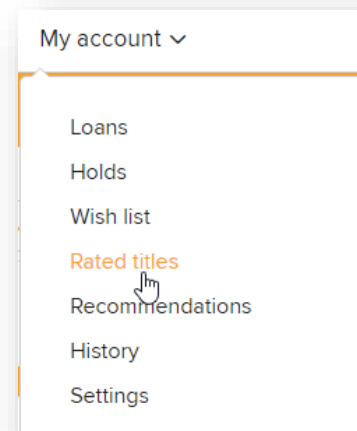 My account
Loans
Holds
Wish list
Rated titles
Recommendations
History
Settings